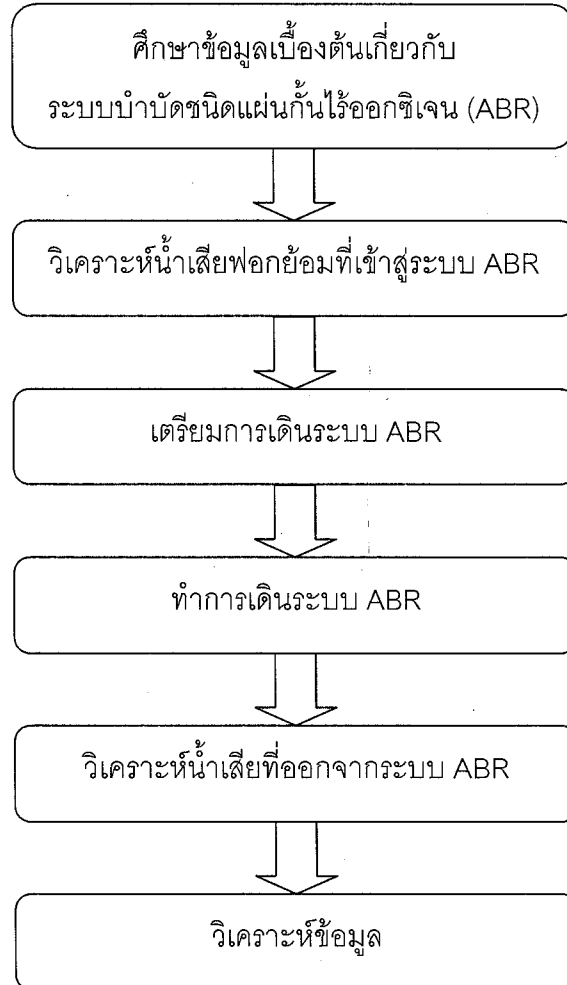 ศึกษาข้อมูลเบื้องต้นเกี่ยวกับ
ระบบบำบัดชนิดแผ่นกั้นไร้ออกซิเจน (ABR)
วิเคราะห์น้ำเสียฟอกย้อมที่เข้าสู่ระบบ ABR
เตรียมการเดินระบบ ABR
ทำการเดินระบบ ABR
วิเคราะห์น้ำเสียที่ออกจากระบบ ABR
วิเคราะห์ข้อมูล